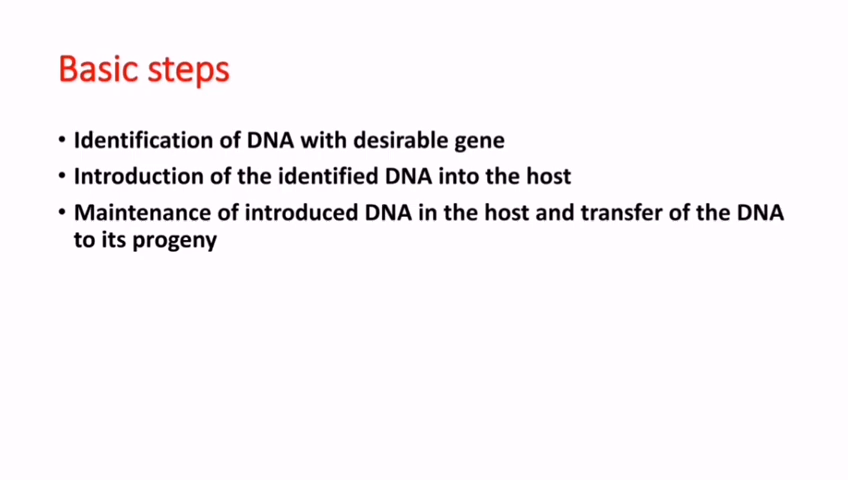 Basic steps
• Identification of DNA with desirable gene
• Introduction of the identified DNA into the host
• Maintenance of introduced DNA in the host and transfer of the DNA
to its progeny